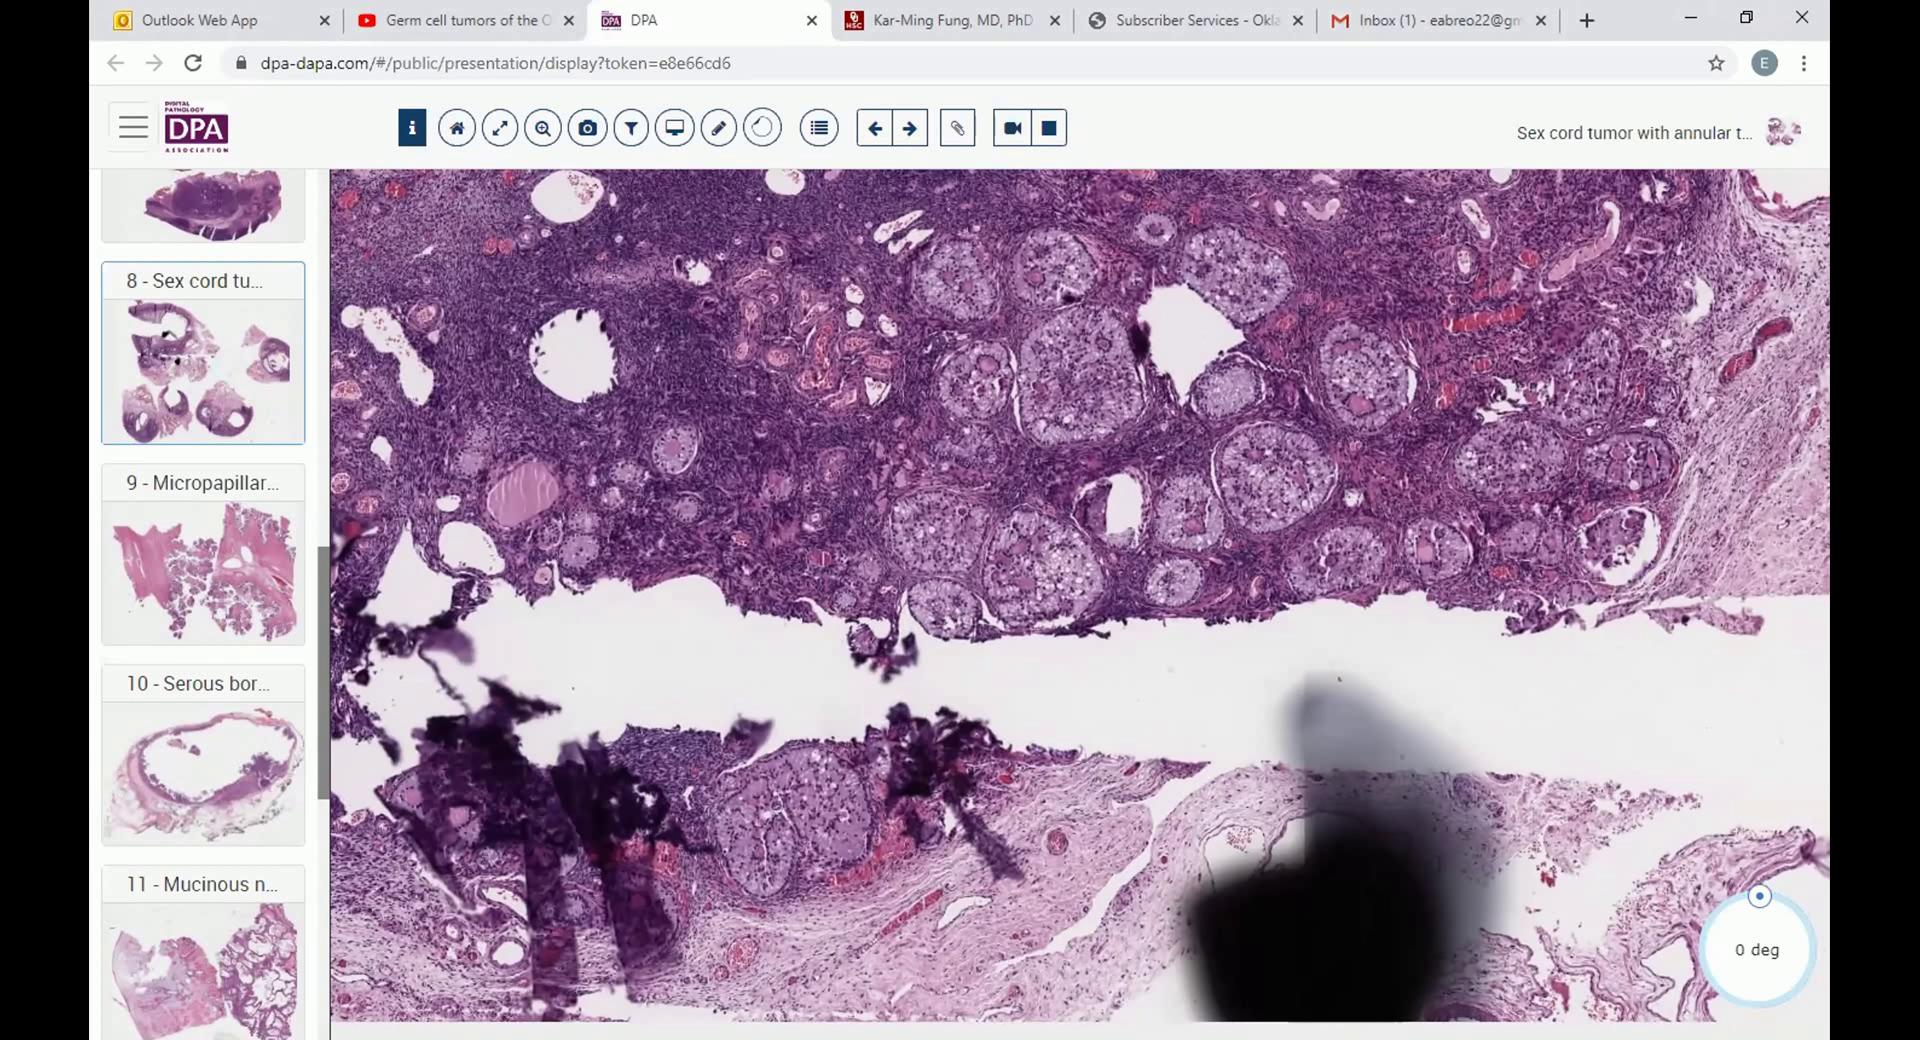 Outlook Web App
Germ cell tumors of the O
DPA
Kar-Ming Fung, MD, PhD
Subscriber Services - Okla
Inbox (1) - eabreo22@gm
dpa-dapa.com/#/public/presentation/display?token=e8e66cd6
E
DIGITAL
PATHOLOGY
DPA
ASSOCIATION
i
Sex cord tumor with annular t...
8 - Sex cord tu...
9 - Micropapillar...
10 - Serous bor...
11 - Mucinous n...
0 deg